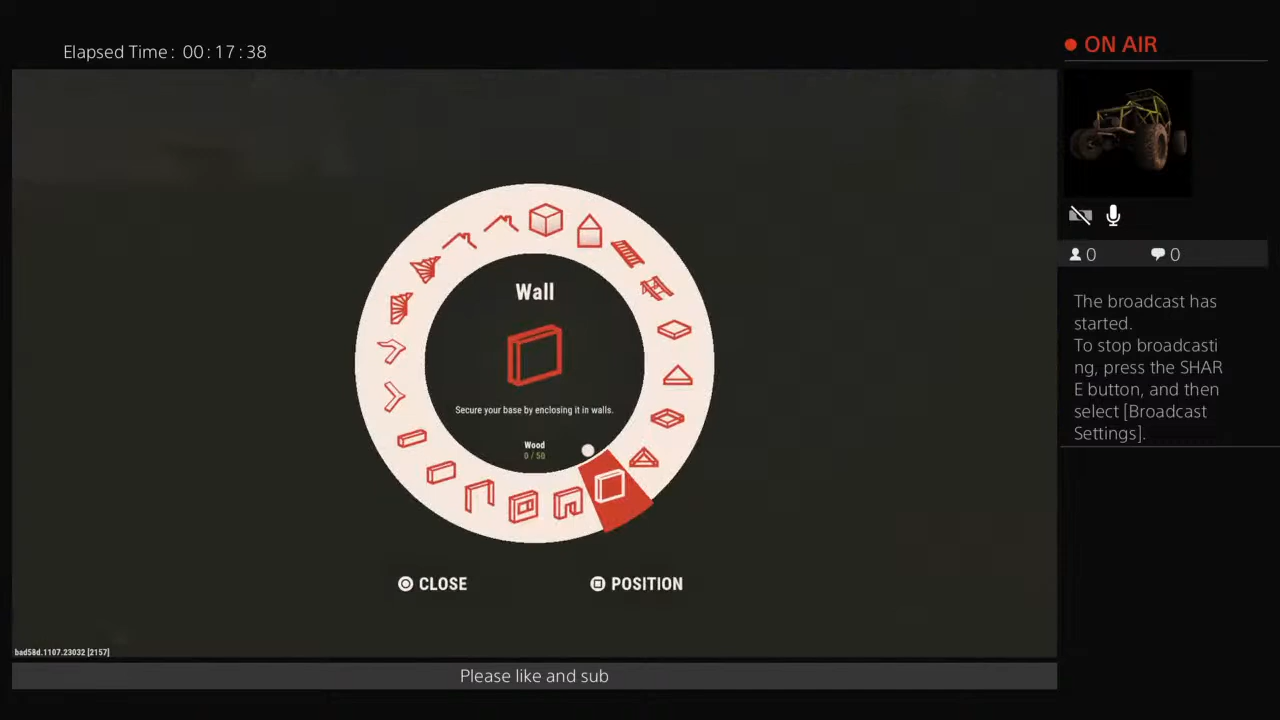 Elapsed Time: 00:17:38
ON AIR
0 0
The broadcast has
started.
To stop broadcasti
ng, press the SHAR
E button, and then
select [Broadcast
Settings].
Wall
Secure your base by enclosing it in walls.
Wood
0 / 50
CLOSE POSITION
bad58d.1107.23032 [2157]
Please like and sub